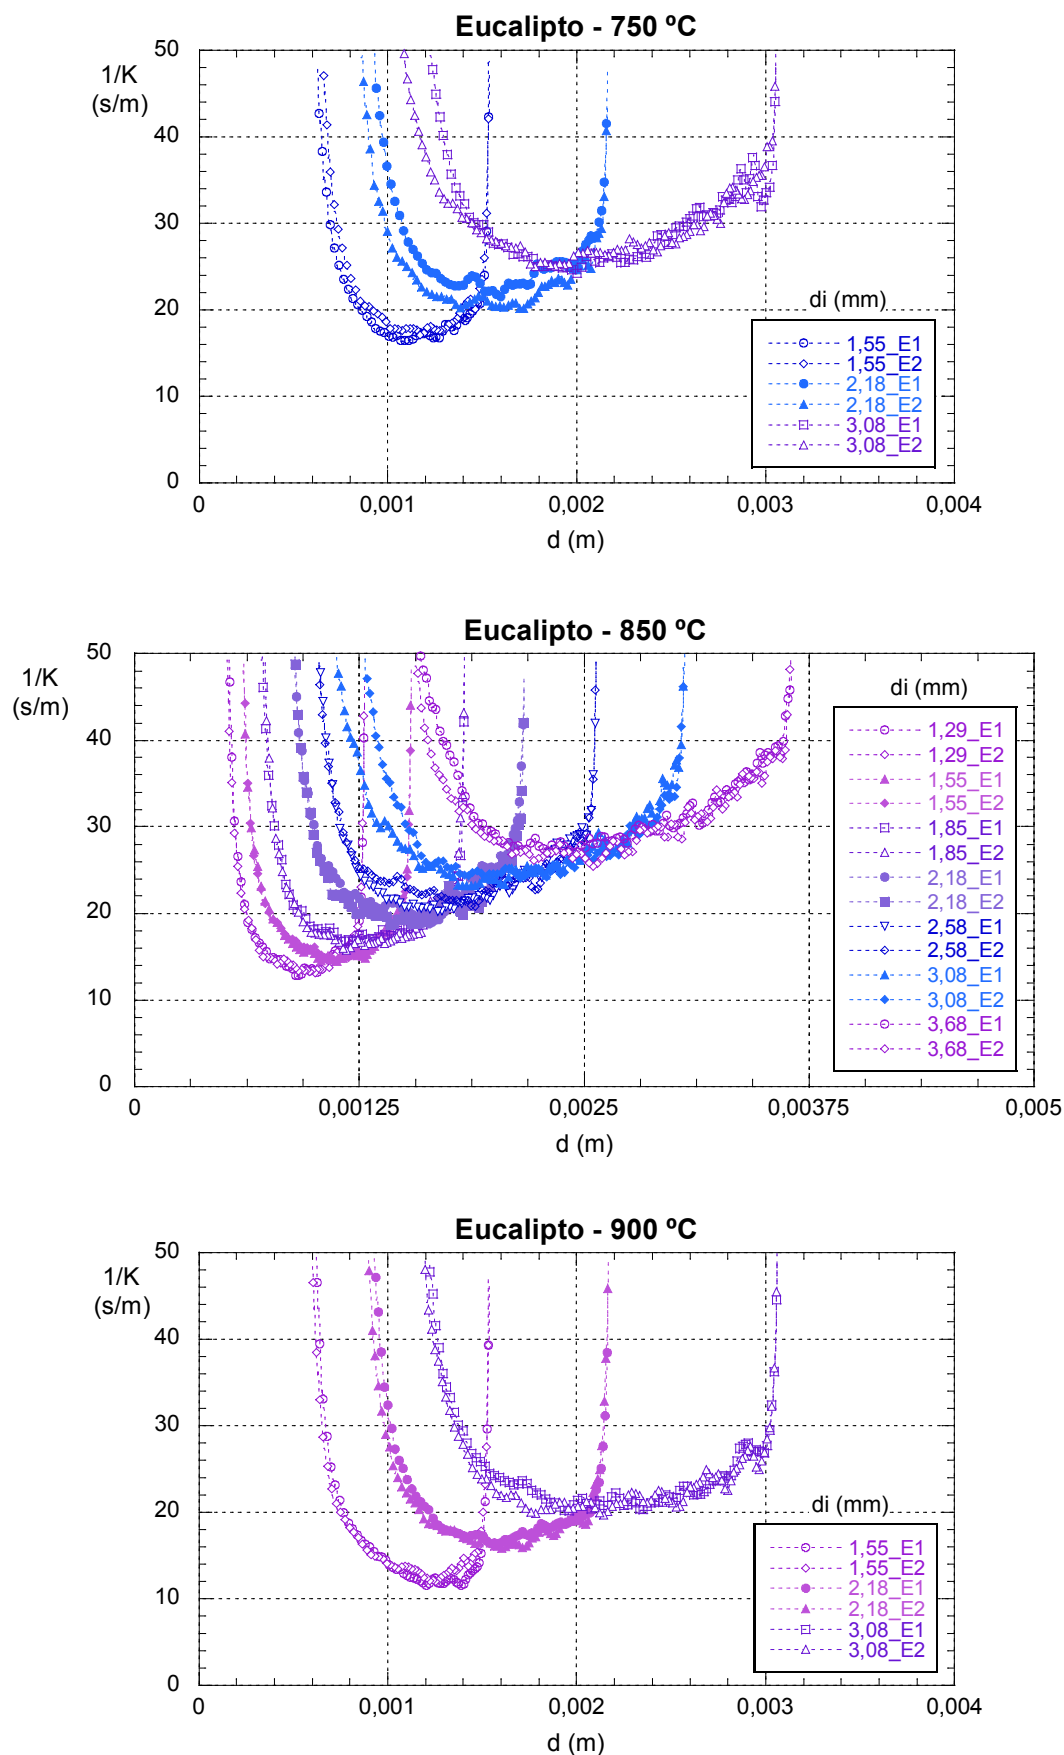 Eucalipto - 750 ºC
50
1/K
(s/m)
40
30
20
10
0
0
0,001
0,002
0,003
0,004
d (m)
di (mm)
1,55_E1
1,55_E2
2,18_E1
2,18_E2
3,08_E1
3,08_E2
Eucalipto - 850 ºC
50
1/K
(s/m)
40
30
20
10
0
0
0,00125
0,0025
0,00375
0,005
d (m)
di (mm)
1,29_E1
1,29_E2
1,55_E1
1,55_E2
1,85_E1
1,85_E2
2,18_E1
2,18_E2
2,58_E1
2,58_E2
3,08_E1
3,08_E2
3,68_E1
3,68_E2
Eucalipto - 900 ºC
50
1/K
(s/m)
40
30
20
10
0
0
0,001
0,002
0,003
0,004
d (m)
di (mm)
1,55_E1
1,55_E2
2,18_E1
2,18_E2
3,08_E1
3,08_E2